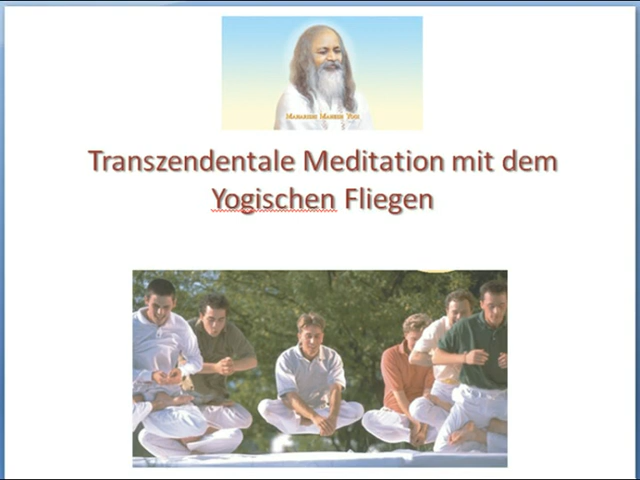 MAHARISHI MAHESH YOGI
Transzendentale Meditation mit dem
Yogischen Fliegen